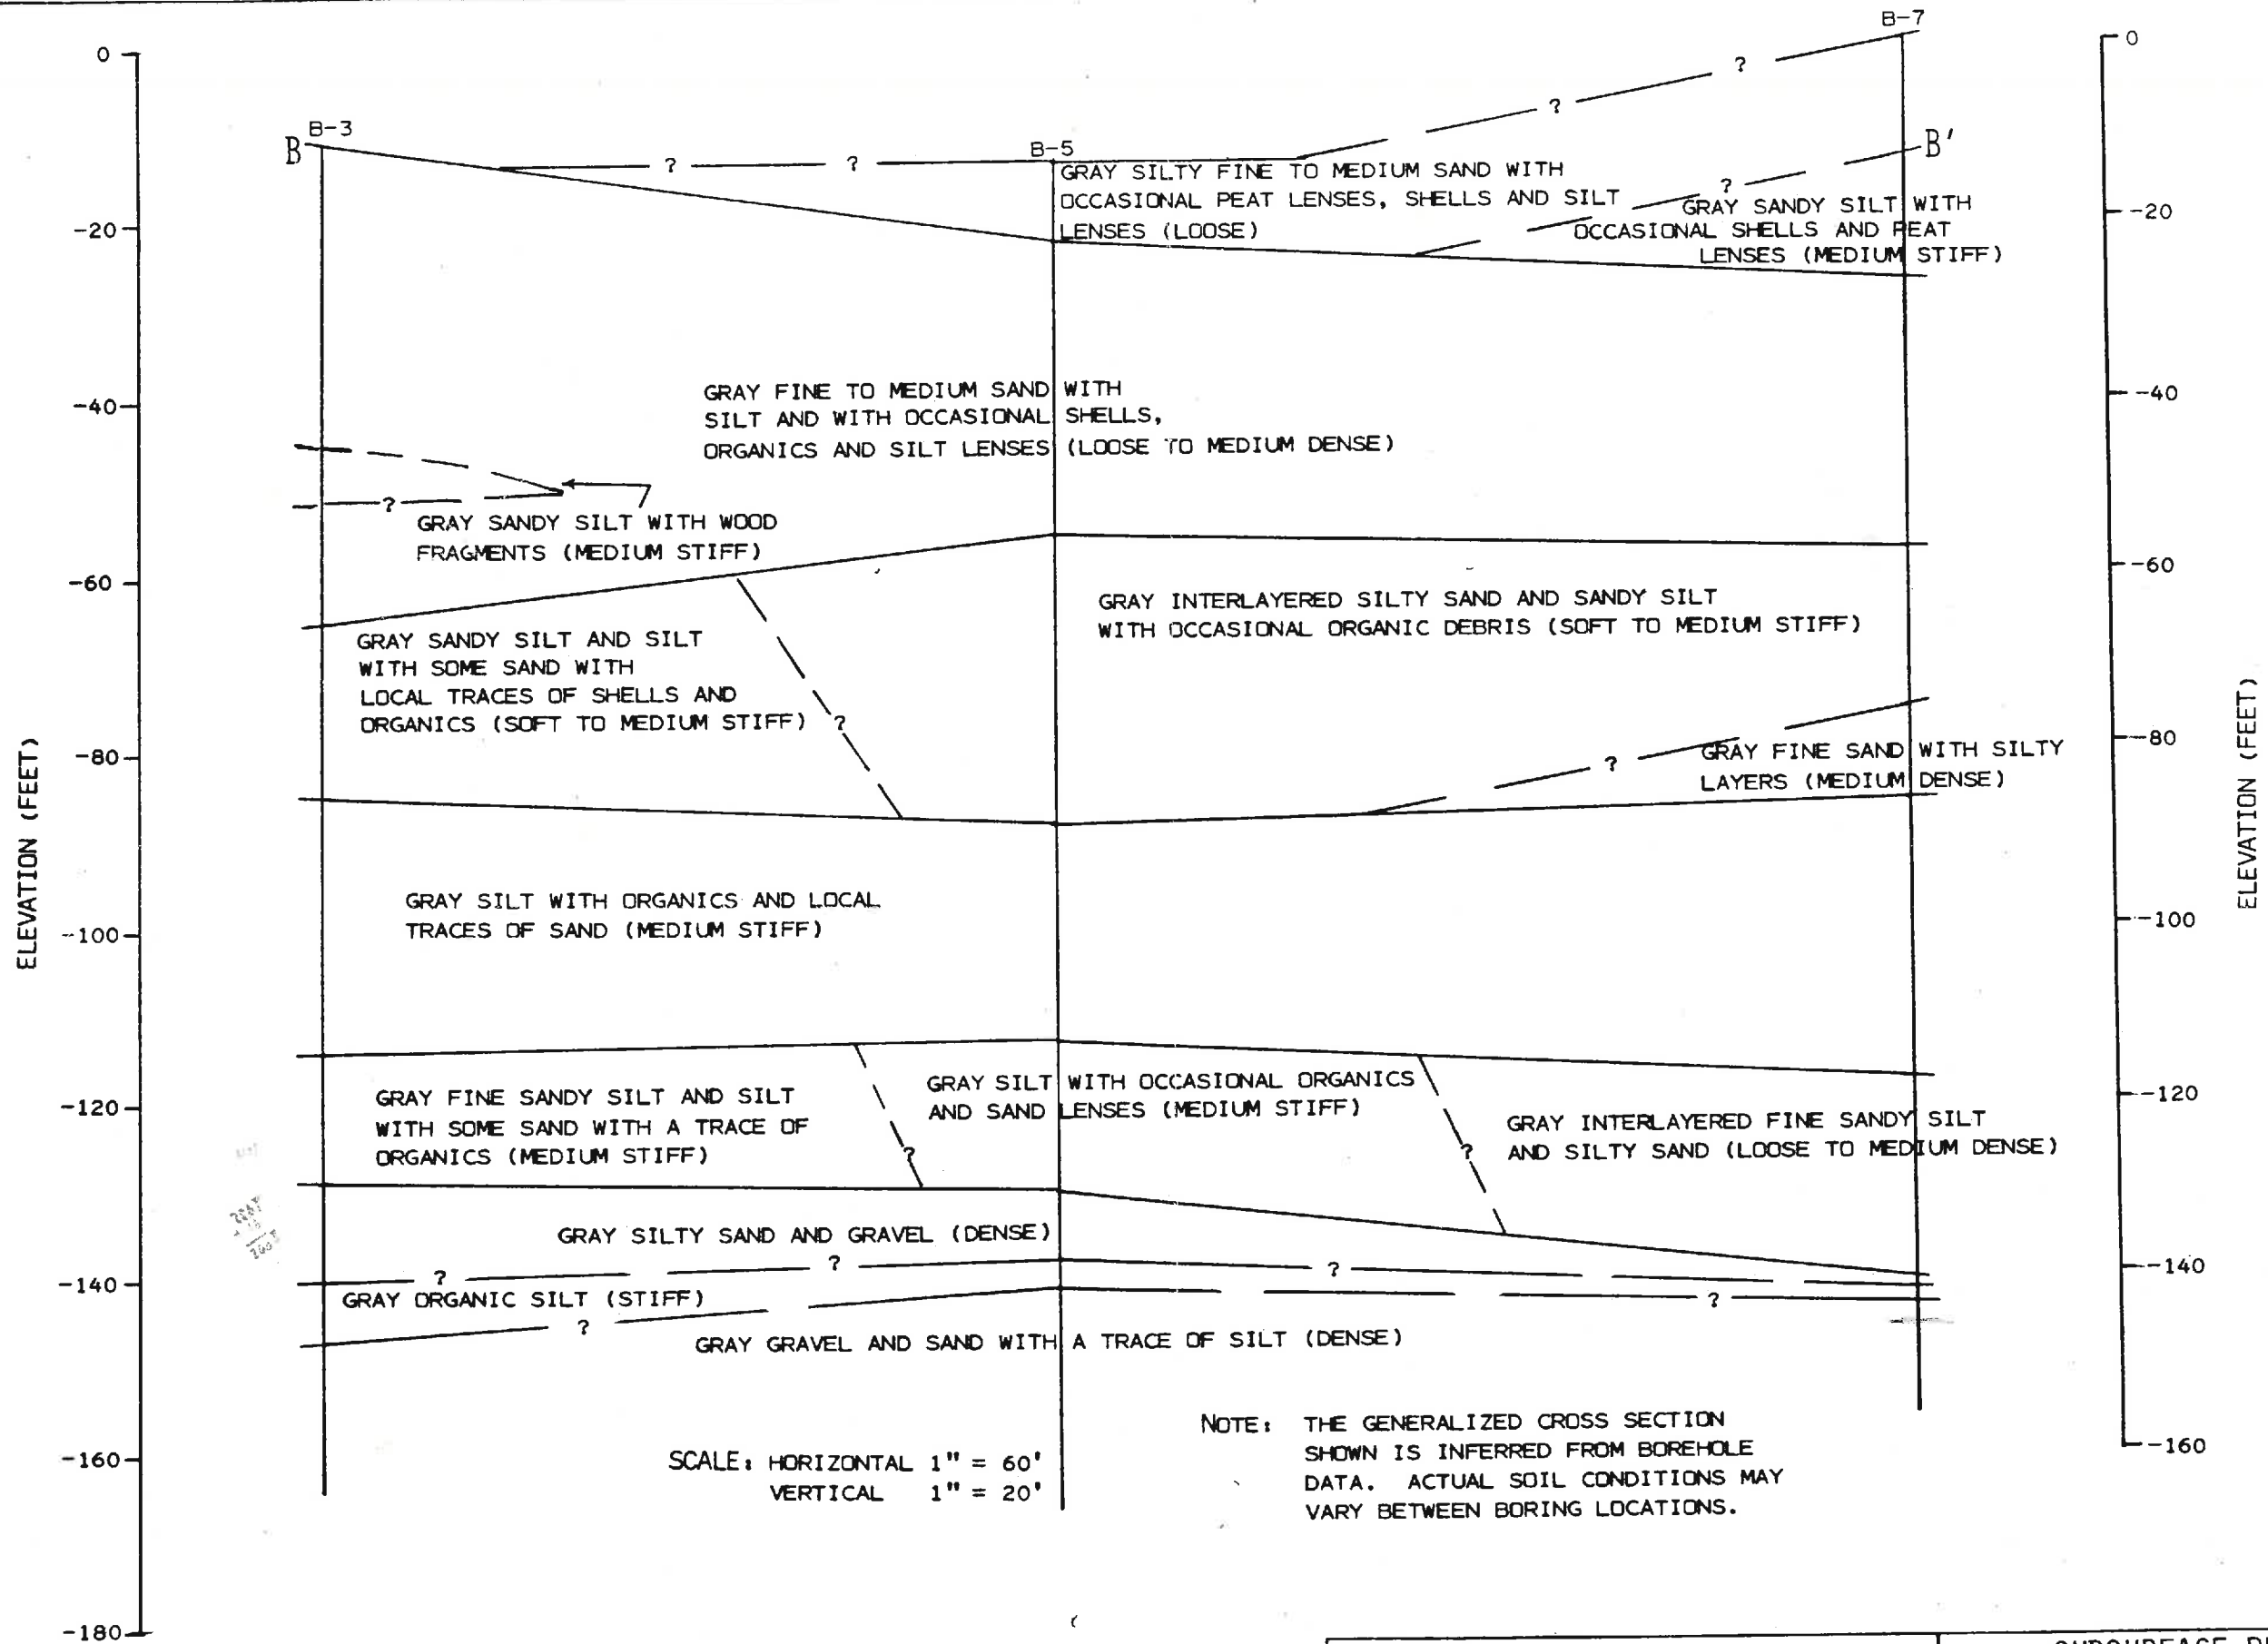 B-7
0
0
B-3
B
B-5
B'
?
?
?
?
?
GRAY SILTY FINE TO MEDIUM SAND WITH
OCCASIONAL PEAT LENSES, SHELLS AND SILT
LENSES (LOOSE)
GRAY SANDY SILT WITH
OCCASIONAL SHELLS AND PEAT
LENSES (MEDIUM STIFF)
-20
-20
GRAY FINE TO MEDIUM SAND WITH
SILT AND WITH OCCASIONAL SHELLS,
ORGANICS AND SILT LENSES (LOOSE TO MEDIUM DENSE)
-40
-40
?
GRAY SANDY SILT WITH WOOD
FRAGMENTS (MEDIUM STIFF)
-60
-60
GRAY INTERLAYERED SILTY SAND AND SANDY SILT
WITH OCCASIONAL ORGANIC DEBRIS (SOFT TO MEDIUM STIFF)
GRAY SANDY SILT AND SILT
WITH SOME SAND WITH
LOCAL TRACES OF SHELLS AND
ORGANICS (SOFT TO MEDIUM STIFF)
?
ELEVATION (FEET)
ELEVATION (FEET)
-80
-80
?
GRAY FINE SAND WITH SILTY
LAYERS (MEDIUM DENSE)
GRAY SILT WITH ORGANICS AND LOCAL
TRACES OF SAND (MEDIUM STIFF)
-100
-100
GRAY FINE SANDY SILT AND SILT
WITH SOME SAND WITH A TRACE OF
ORGANICS (MEDIUM STIFF)
?
GRAY SILT WITH OCCASIONAL ORGANICS
AND SAND LENSES (MEDIUM STIFF)
?
GRAY INTERLAYERED FINE SANDY SILT
AND SILTY SAND (LOOSE TO MEDIUM DENSE)
-120
-120
GRAY SILTY SAND AND GRAVEL (DENSE)
?
?
?
-140
-140
GRAY ORGANIC SILT (STIFF)
?
?
GRAY GRAVEL AND SAND WITH A TRACE OF SILT (DENSE)
-160
-160
SCALE: HORIZONTAL 1" = 60'
VERTICAL 1" = 20'
NOTE: THE GENERALIZED CROSS SECTION
SHOWN IS INFERRED FROM BOREHOLE
DATA. ACTUAL SOIL CONDITIONS MAY
VARY BETWEEN BORING LOCATIONS.
-180